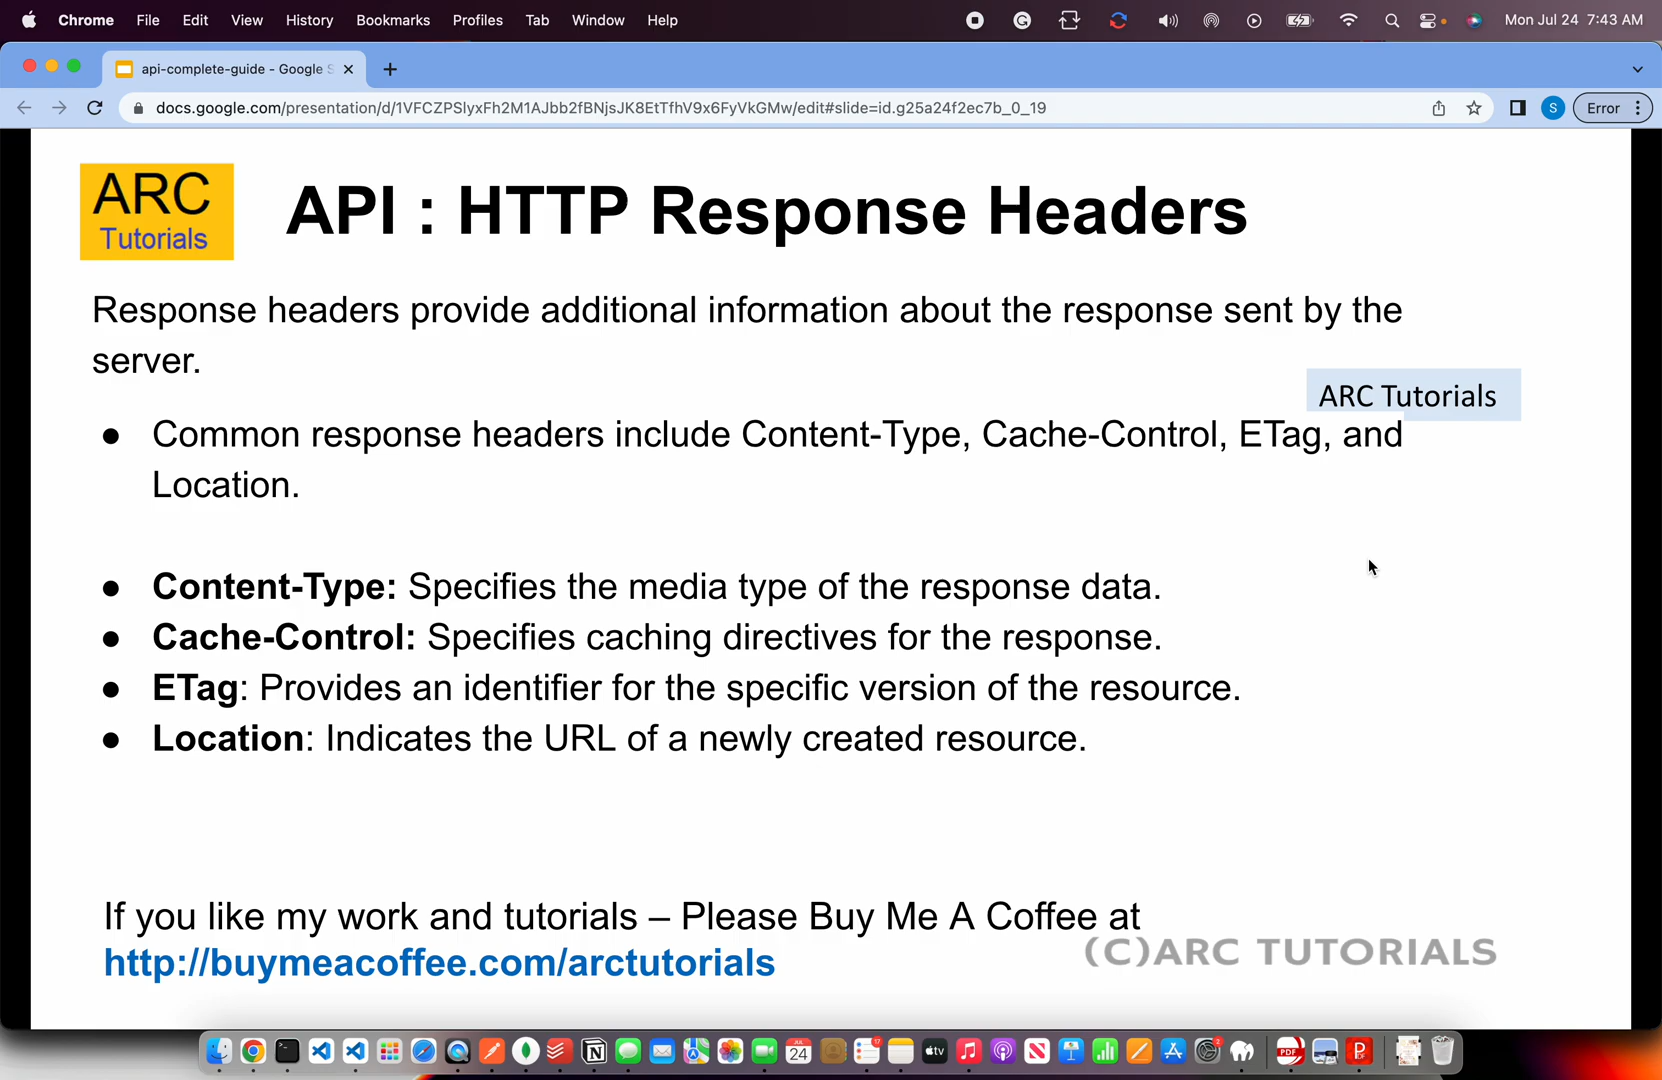 Chrome File Edit View History Bookmarks Profiles Tab Window Help Mon Jul 24 7:43 AM
api-complete-guide - Google S
docs.google.com/presentation/d/1VFCZPSlyxFh2M1AJbb2fBNjsJK8EtTfhV9x6FyVkGMw/edit#slide=id.g25a24f2ec7b_0_19 S Error
ARC
Tutorials
API : HTTP Response Headers
Response headers provide additional information about the response sent by the
server.
ARC Tutorials
● Common response headers include Content-Type, Cache-Control, ETag, and
Location.
● Content-Type: Specifies the media type of the response data.
● Cache-Control: Specifies caching directives for the response.
● ETag: Provides an identifier for the specific version of the resource.
● Location: Indicates the URL of a newly created resource.
If you like my work and tutorials – Please Buy Me A Coffee at
http://buymeacoffee.com/arctutorials
(C)ARC TUTORIALS
JUL
24
17
tv
2
PDF